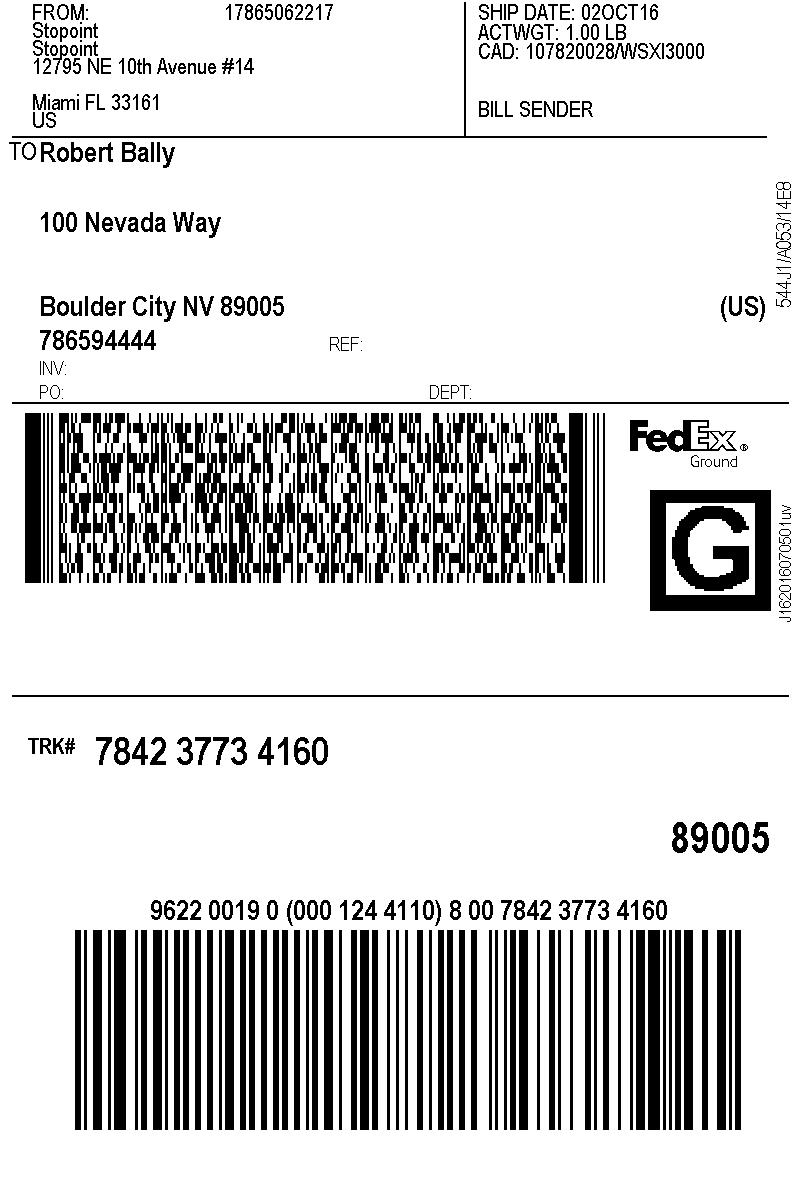 FROM: 17865062217
Stopoint
Stopoint
12795 NE 10th Avenue #14
Miami FL 33161
US
SHIP DATE: 02OCT16
ACTWGT: 1.00 LB
CAD: 107820028/WSXI3000
BILL SENDER
TO Robert Bally
100 Nevada Way
Boulder City NV 89005 (US)
786594444 REF:
INV:
PO: DEPT:
544J1/A053/14E8
FedEx®
Ground
G
J162016070501uv
TRK# 7842 3773 4160
89005
9622 0019 0 (000 124 4110) 8 00 7842 3773 4160